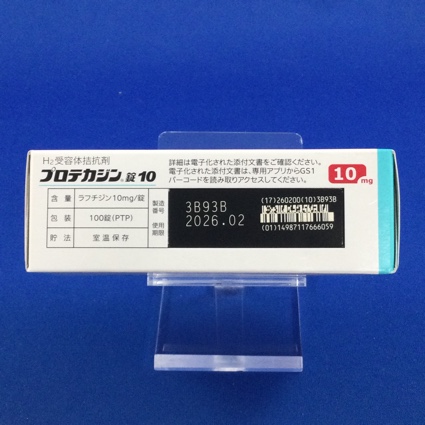 H₂受容体拮抗剤
プロテカジン®錠10
詳細は電子化された添付文書をご確認ください。
電子化された添付文書は、専用アプリからGS1
バーコードを読み取りアクセスしてください。
10mg
含 量 ラフチジン10mg/錠
包 装 100錠(PTP)
貯 法 室温保存
製造番号 3B93B
使用期限 2026.02
(17)260200(10)3B93B
(01)14987117666059